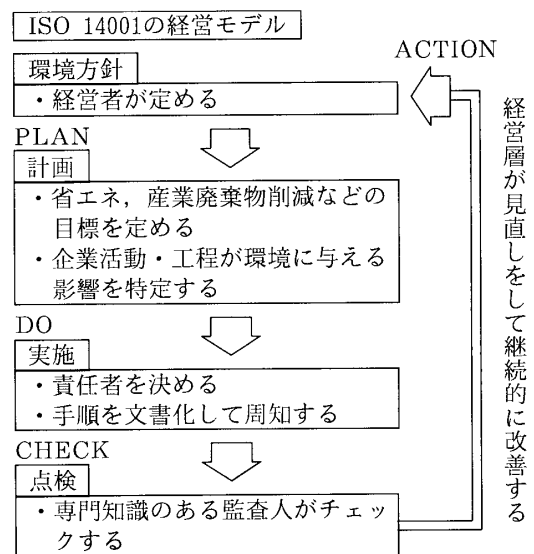 ISO 14001の経営モデル
ACTION
環境方針
・経営者が定める
PLAN
計画
・省エネ，産業廃棄物削減などの
目標を定める
・企業活動・工程が環境に与える
影響を特定する
DO
実施
・責任者を決める
・手順を文書化して周知する
CHECK
点検
・専門知識のある監査人がチェッ
クする
経営層が見直しをして継続的に改善する